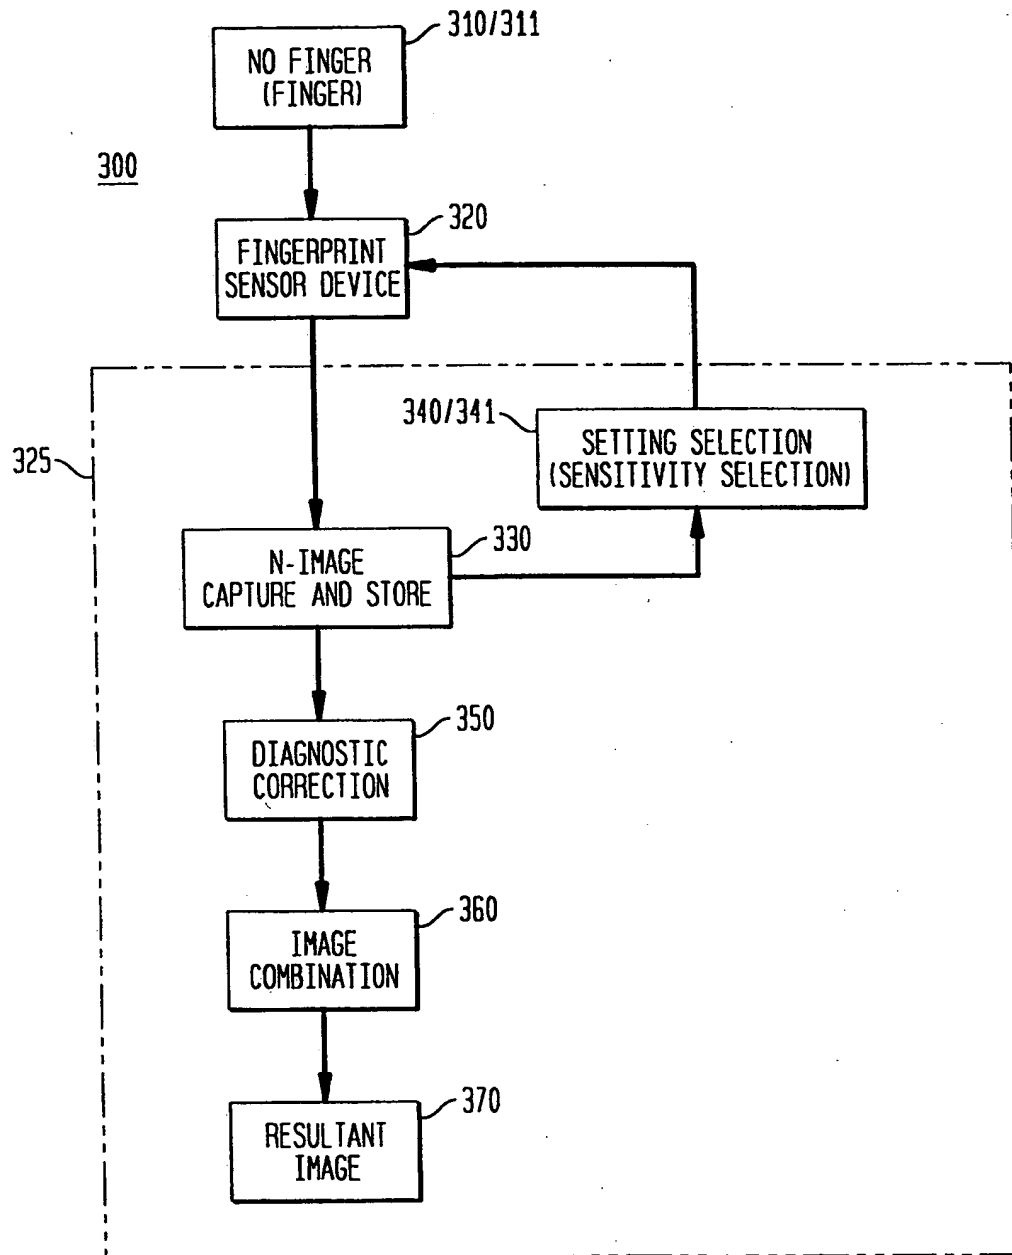 310/311
NO FINGER
(FINGER)
300
320
FINGERPRINT
SENSOR DEVICE
340/341
SETTING SELECTION
(SENSITIVITY SELECTION)
325
330
N-IMAGE
CAPTURE AND STORE
350
DIAGNOSTIC
CORRECTION
360
IMAGE
COMBINATION
370
RESULTANT
IMAGE